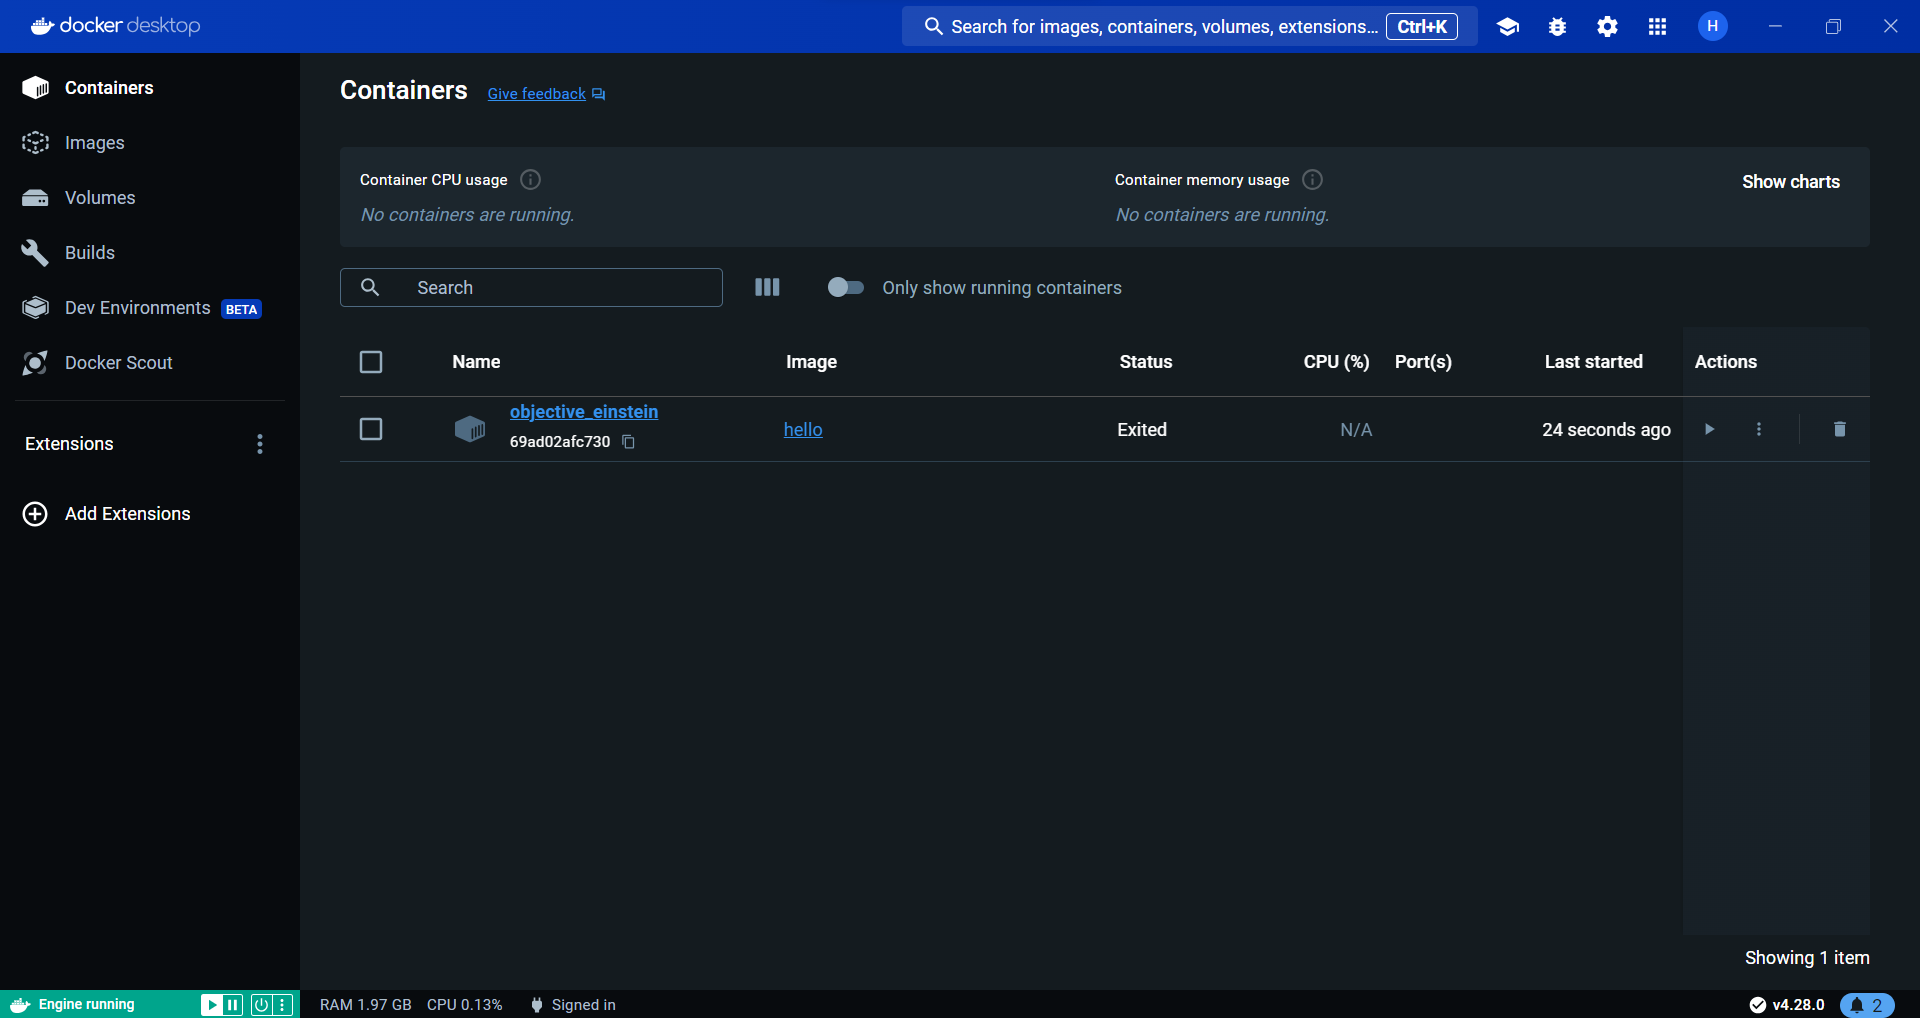 docker desktop
Search for images, containers, volumes, extensions... Ctrl+K
H
Containers
Images
Volumes
Builds
Dev Environments BETA
Docker Scout
Extensions
Add Extensions
Containers Give feedback
Container CPU usage
No containers are running.
Container memory usage
No containers are running.
Show charts
Search
Only show running containers
Name Image Status CPU (%) Port(s) Last started Actions
objective_einstein
69ad02afc730
hello Exited N/A 24 seconds ago
Showing 1 item
Engine running
RAM 1.97 GB CPU 0.13% Signed in
v4.28.0
2